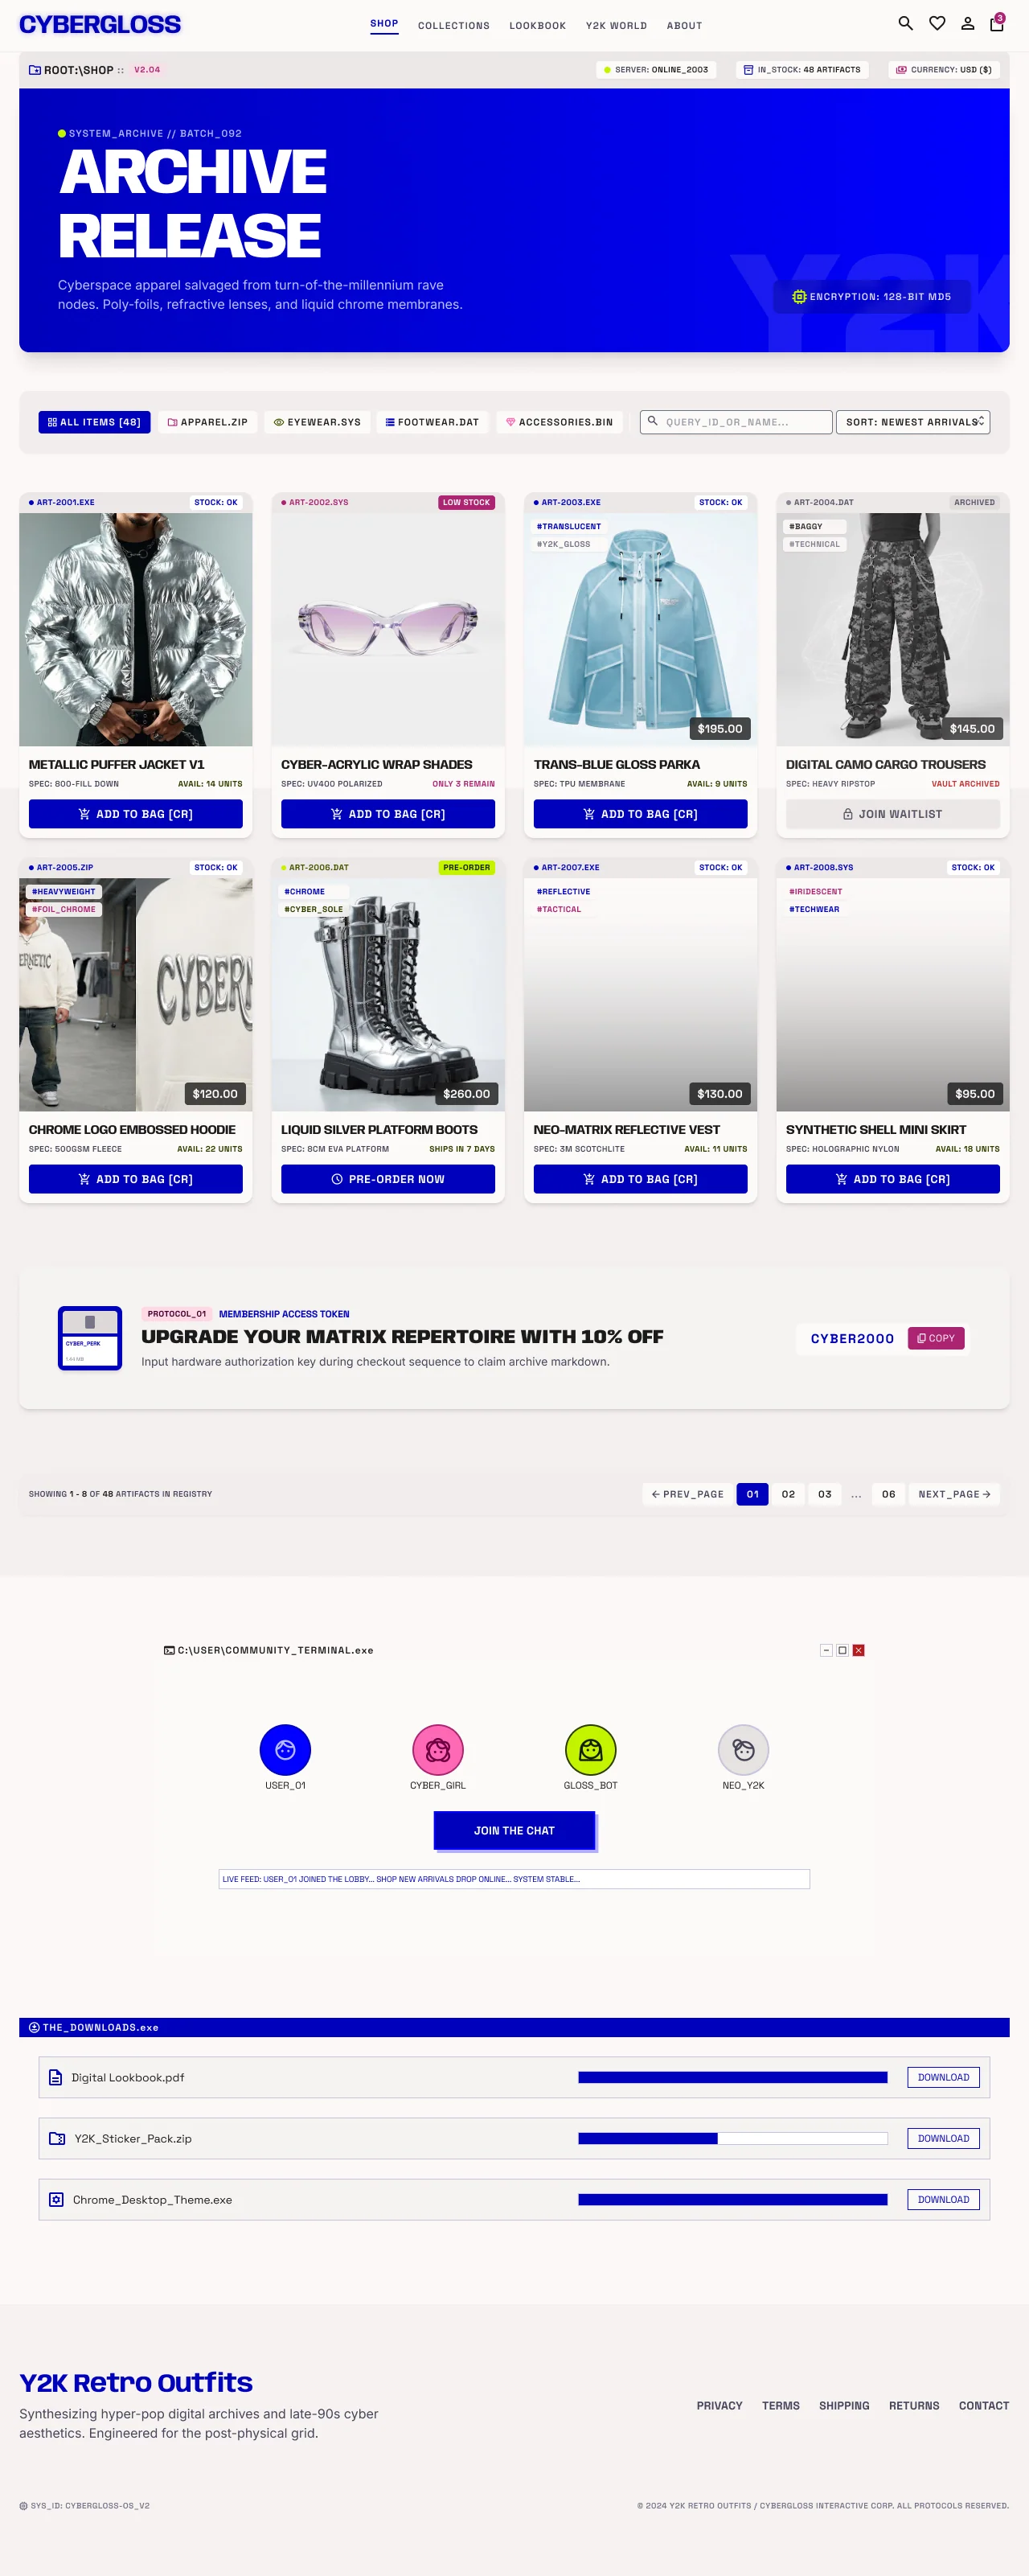 CYBERGLOSS
SHOP COLLECTIONS LOOKBOOK Y2K WORLD ABOUT
3
ROOT:\SHOP :: V2.04
SERVER: ONLINE_2003
IN_STOCK: 48 ARTIFACTS
CURRENCY: USD ($)
SYSTEM_ARCHIVE // BATCH_092
ARCHIVE
RELEASE
Cyberspace apparel salvaged from turn-of-the-millennium rave
nodes. Poly-foils, refractive lenses, and liquid chrome membranes.
Y2K
ENCRYPTION: 128-BIT MD5
ALL ITEMS [48]
APPAREL.ZIP
EYEWEAR.SYS
FOOTWEAR.DAT
ACCESSORIES.BIN
QUERY_ID_OR_NAME...
SORT: NEWEST ARRIVALS
ART-2001.EXE STOCK: OK
METALLIC PUFFER JACKET V1
SPEC: 800-FILL DOWN AVAIL: 14 UNITS
ADD TO BAG [CR]
ART-2002.SYS LOW STOCK
CYBER-ACRYLIC WRAP SHADES
SPEC: UV400 POLARIZED ONLY 3 REMAIN
ADD TO BAG [CR]
ART-2003.EXE STOCK: OK
#TRANSLUCENT
#Y2K_GLOSS
$195.00
TRANS-BLUE GLOSS PARKA
SPEC: TPU MEMBRANE AVAIL: 9 UNITS
ADD TO BAG [CR]
ART-2004.DAT ARCHIVED
#BAGGY
#TECHNICAL
$145.00
DIGITAL CAMO CARGO TROUSERS
SPEC: HEAVY RIPSTOP VAULT ARCHIVED
JOIN WAITLIST
ART-2005.ZIP STOCK: OK
#HEAVYWEIGHT
#FOIL_CHROME
ERNETIC
CYBER
$120.00
CHROME LOGO EMBOSSED HOODIE
SPEC: 500GSM FLEECE AVAIL: 22 UNITS
ADD TO BAG [CR]
ART-2006.DAT PRE-ORDER
#CHROME
#CYBER_SOLE
$260.00
LIQUID SILVER PLATFORM BOOTS
SPEC: 8CM EVA PLATFORM SHIPS IN 7 DAYS
PRE-ORDER NOW
ART-2007.EXE STOCK: OK
#REFLECTIVE
#TACTICAL
$130.00
NEO-MATRIX REFLECTIVE VEST
SPEC: 3M SCOTCHLITE AVAIL: 11 UNITS
ADD TO BAG [CR]
ART-2008.SYS STOCK: OK
#IRIDESCENT
#TECHWEAR
$95.00
SYNTHETIC SHELL MINI SKIRT
SPEC: HOLOGRAPHIC NYLON AVAIL: 18 UNITS
ADD TO BAG [CR]
CYBER_PERK
1.44MB
PROTOCOL_01 MEMBERSHIP ACCESS TOKEN
UPGRADE YOUR MATRIX REPERTOIRE WITH 10% OFF
Input hardware authorization key during checkout sequence to claim archive markdown.
CYBER2000 COPY
SHOWING 1 - 8 OF 48 ARTIFACTS IN REGISTRY
PREV_PAGE 01 02 03 ... 06 NEXT_PAGE
C:\USER\COMMUNITY_TERMINAL.exe
USER_01 CYBER_GIRL GLOSS_BOT NEO_Y2K
JOIN THE CHAT
LIVE FEED: USER_01 JOINED THE LOBBY... SHOP NEW ARRIVALS DROP ONLINE... SYSTEM STABLE...
THE_DOWNLOADS.exe
Digital Lookbook.pdf DOWNLOAD
Y2K_Sticker_Pack.zip DOWNLOAD
Chrome_Desktop_Theme.exe DOWNLOAD
Y2K Retro Outfits
Synthesizing hyper-pop digital archives and late-90s cyber
aesthetics. Engineered for the post-physical grid.
PRIVACY TERMS SHIPPING RETURNS CONTACT
SYS_ID: CYBERGLOSS-OS_V2
© 2024 Y2K RETRO OUTFITS / CYBERGLOSS INTERACTIVE CORP. ALL PROTOCOLS RESERVED.